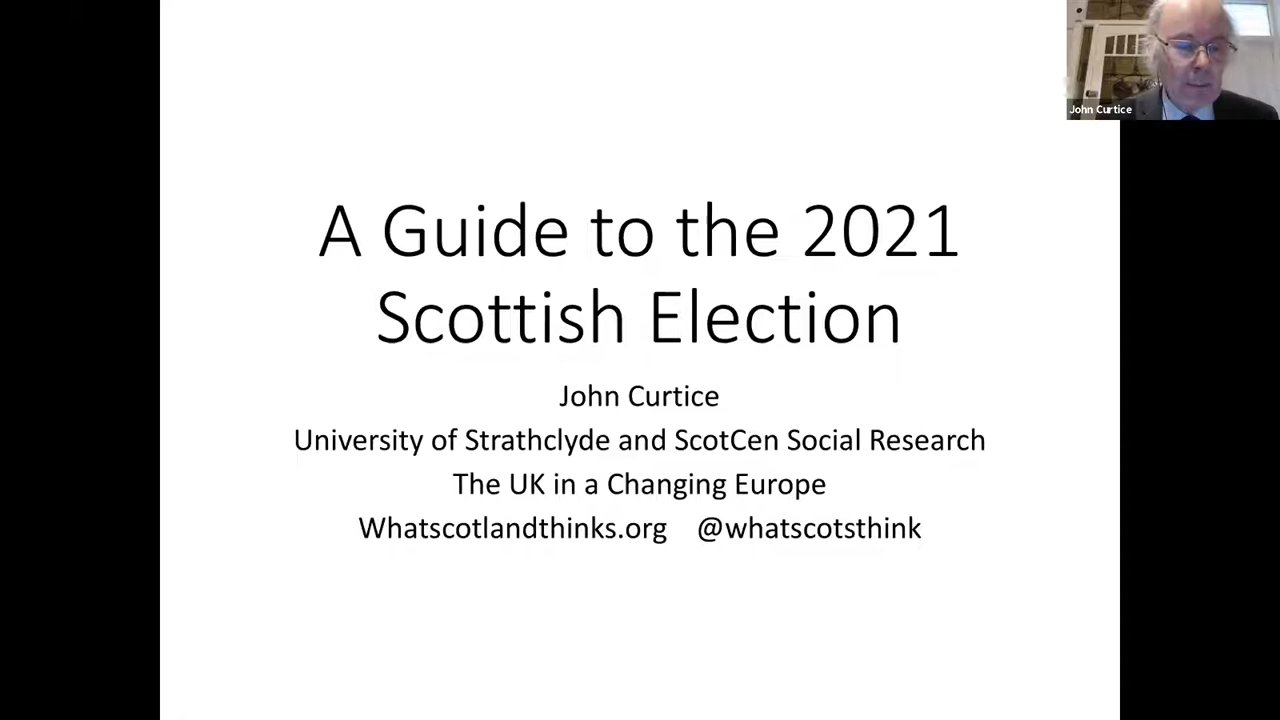 John Curtice
A Guide to the 2021
Scottish Election
John Curtice
University of Strathclyde and ScotCen Social Research
The UK in a Changing Europe
Whatscotlandthinks.org @whatscotsthink